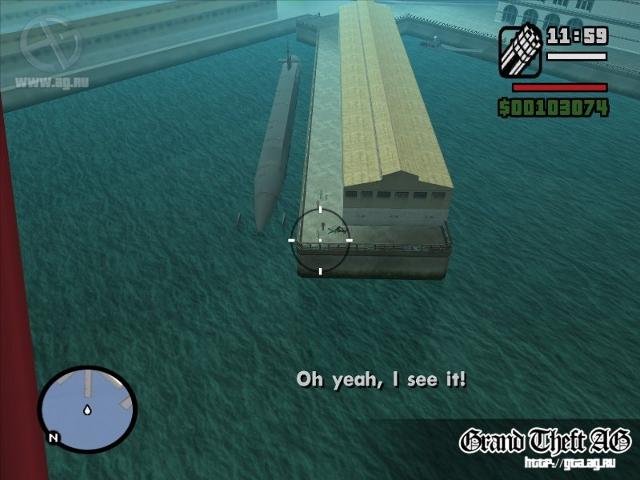 www.ag.ru
11:59
$00103074
Oh yeah, I see it!
N
Grand Theft AG
http://gta.ag.ru